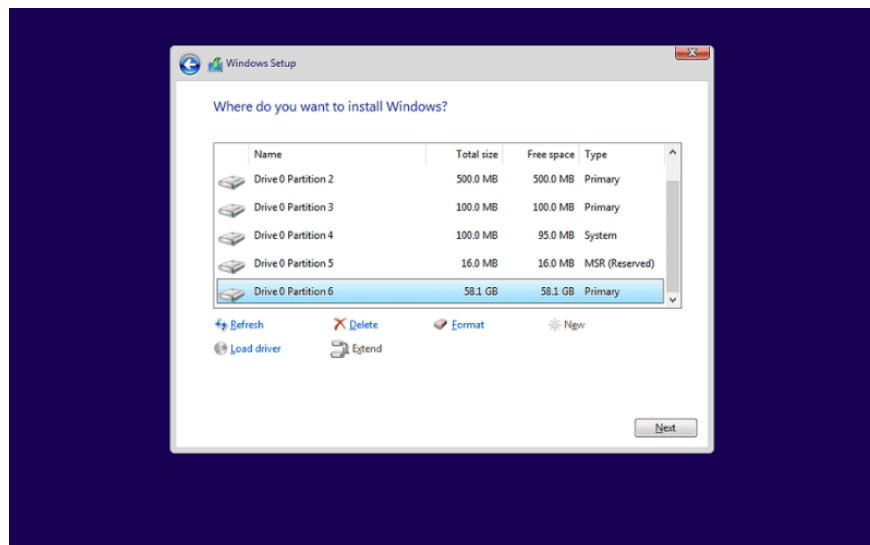 Windows Setup
Where do you want to install Windows?
Name Total size Free space Type
Drive 0 Partition 2 500.0 MB 500.0 MB Primary
Drive 0 Partition 3 100.0 MB 100.0 MB Primary
Drive 0 Partition 4 100.0 MB 95.0 MB System
Drive 0 Partition 5 16.0 MB 16.0 MB MSR (Reserved)
Drive 0 Partition 6 58.1 GB 58.1 GB Primary
Refresh Delete Format New
Load driver Extend
Next